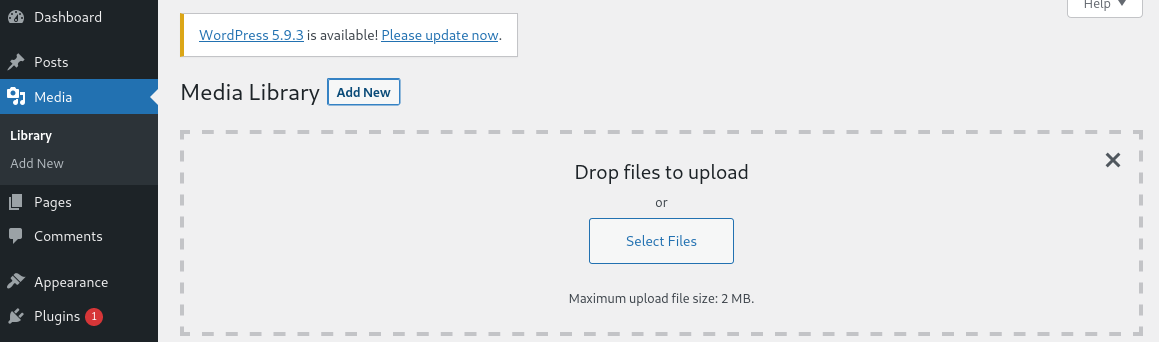 Dashboard
Posts
Media
Library
Add New
Pages
Comments
Appearance
Plugins 1
Help
WordPress 5.9.3 is available! Please update now.
Media Library Add New
Drop files to upload
or
Select Files
Maximum upload file size: 2 MB.